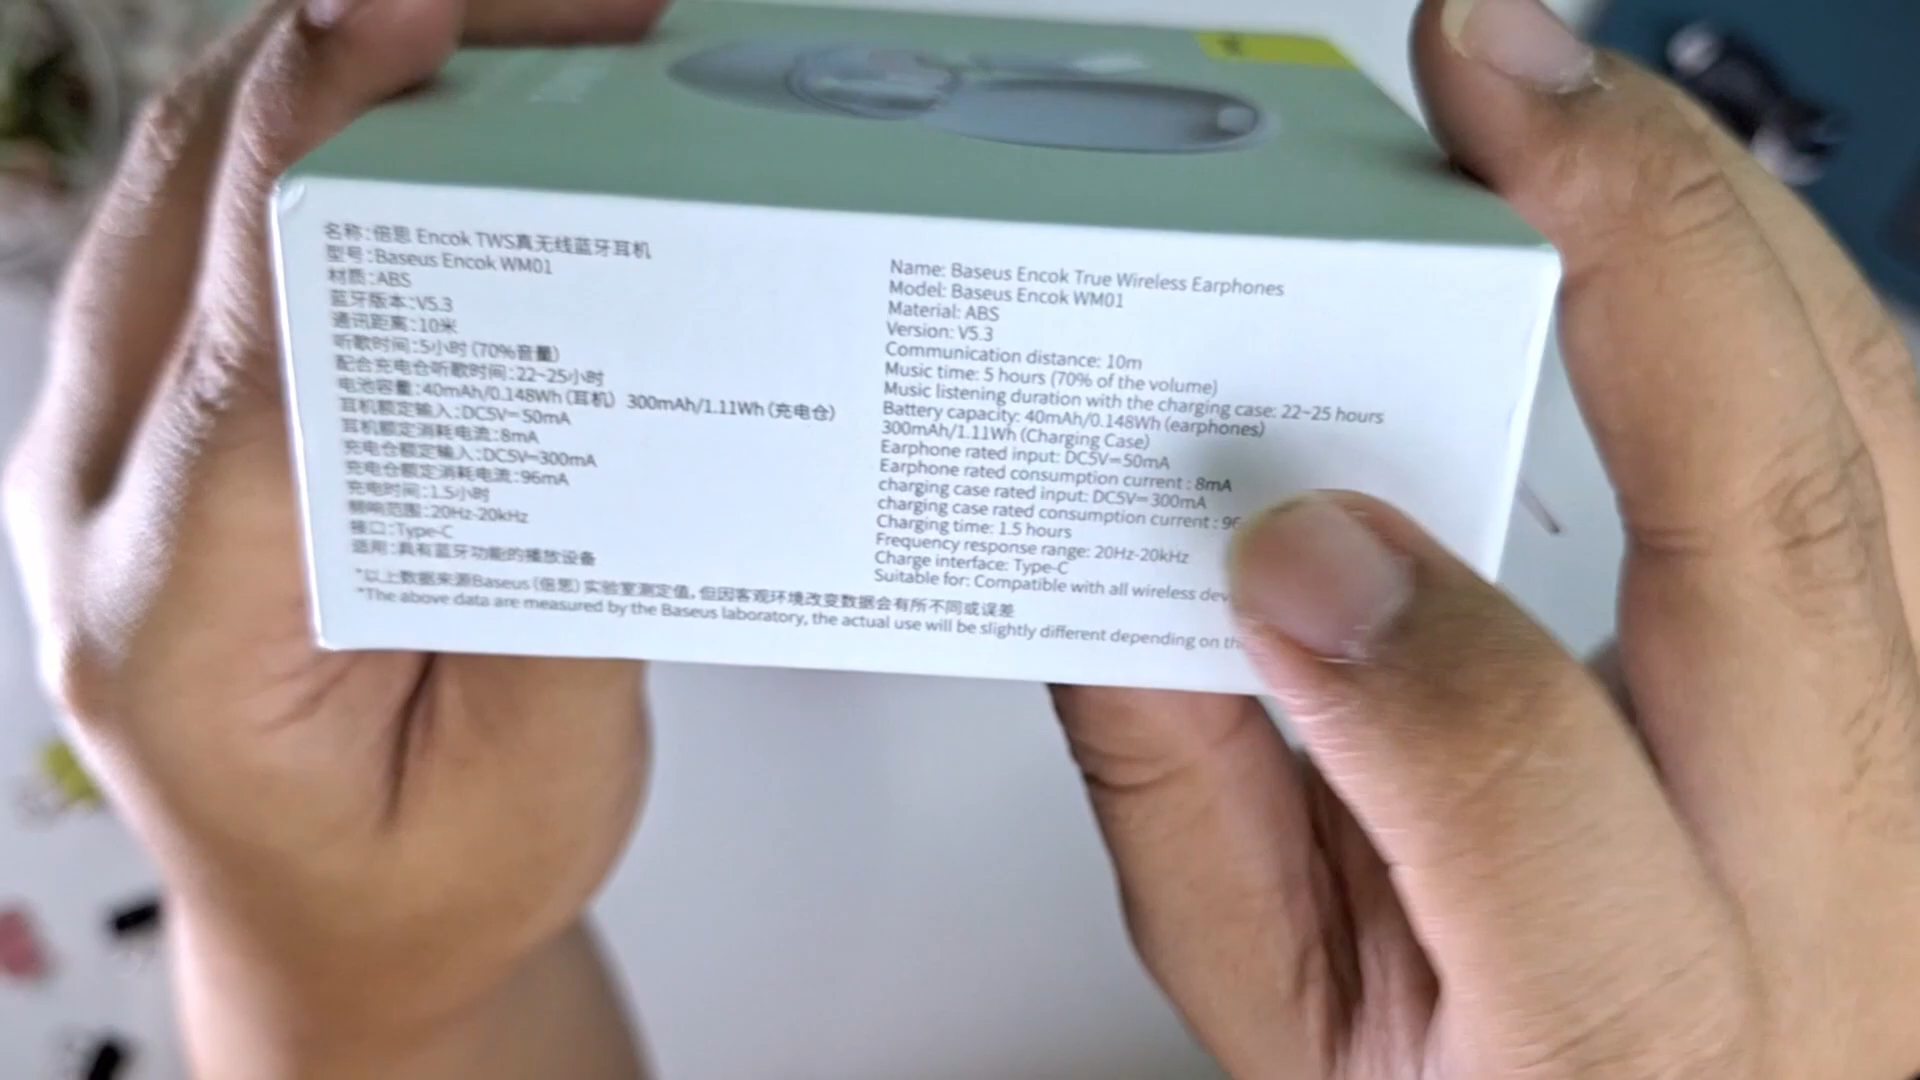 名称:倍思 Encok TWS真无线蓝牙耳机
型号:Baseus Encok WM01
材质:ABS
蓝牙版本:V5.3
通讯距离:10米
听歌时间:5小时(70%音量)
配合充电仓听歌时间:22~25小时
电池容量:40mAh/0.148Wh(耳机) 300mAh/1.11Wh(充电仓)
耳机额定输入:DC5V⎓50mA
耳机额定消耗电流:8mA
充电仓额定输入:DC5V⎓300mA
充电仓额定消耗电流:96mA
充电时间:1.5小时
频响范围:20Hz-20kHz
接口:Type-C
适用:具有蓝牙功能的播放设备
Name: Baseus Encok True Wireless Earphones
Model: Baseus Encok WM01
Material: ABS
Version: V5.3
Communication distance: 10m
Music time: 5 hours (70% of the volume)
Music listening duration with the charging case: 22~25 hours
Battery capacity: 40mAh/0.148Wh (earphones)
300mAh/1.11Wh (Charging Case)
Earphone rated input: DC5V⎓50mA
Earphone rated consumption current : 8mA
charging case rated input: DC5V⎓300mA
charging case rated consumption current : 96
Charging time: 1.5 hours
Frequency response range: 20Hz-20kHz
Charge interface: Type-C
Suitable for: Compatible with all wireless
*以上数据来源Baseus(倍思)实验室测定值,但因客观环境改变数据会有所不同或误差
*The above data are measured by the Baseus laboratory, the actual use will be slightly different depending on